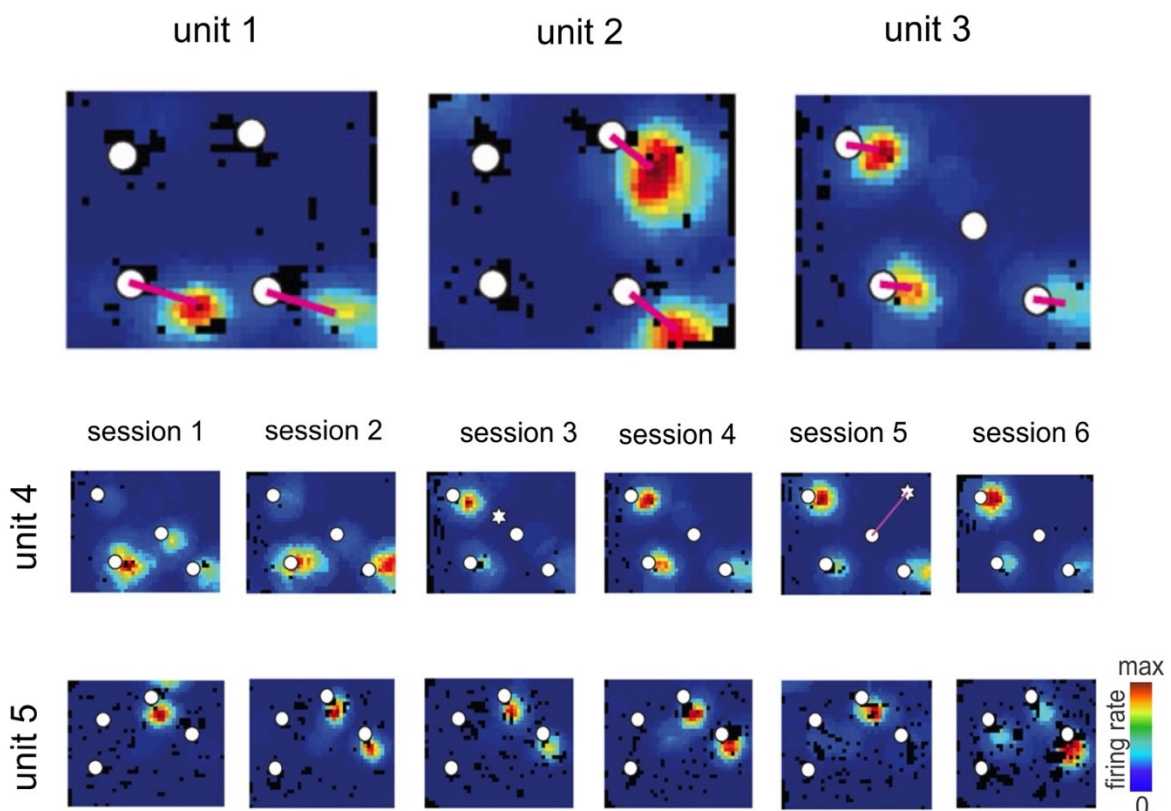 unit 1 unit 2 unit 3
session 1 session 2 session 3 session 4 session 5 session 6
unit 4
unit 5
max
firing rate
0